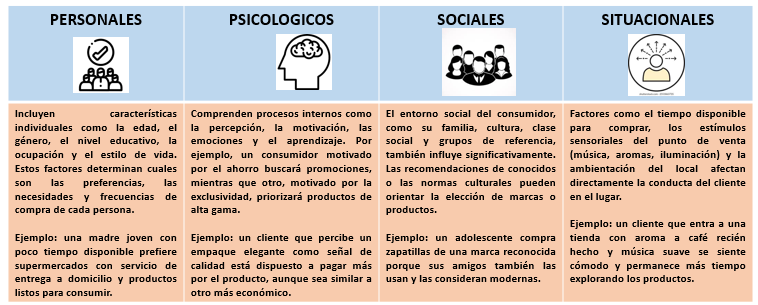 PERSONALES
PSICOLOGICOS
SOCIALES
SITUACIONALES
Incluyen características
individuales como la edad, el
género, el nivel educativo, la
ocupación y el estilo de vida.
Estos factores determinan cuales
son las preferencias, las
necesidades y frecuencias de
compra de cada persona.
Ejemplo: una madre joven con
poco tiempo disponible prefiere
supermercados con servicio de
entrega a domicilio y productos
listos para consumir.
Comprenden procesos internos como
la percepción, la motivación, las
emociones y el aprendizaje. Por
ejemplo, un consumidor motivado
por el ahorro buscará promociones,
mientras que otro, motivado por la
exclusividad, priorizará productos de
alta gama.
Ejemplo: un cliente que percibe un
empaque elegante como señal de
calidad está dispuesto a pagar más
por el producto, aunque sea similar a
otro más económico.
El entorno social del consumidor,
como su familia, cultura, clase
social y grupos de referencia,
también influye significativamente.
Las recomendaciones de conocidos
o las normas culturales pueden
orientar la elección de marcas o
productos.
Ejemplo: un adolescente compra
zapatillas de una marca reconocida
porque sus amigos también las
usan y las consideran modernas.
Factores como el tiempo disponible
para comprar, los estímulos
sensoriales del punto de venta
(música, aromas, iluminación) y la
ambientación del local afectan
directamente la conducta del cliente
en el lugar.
Ejemplo: un cliente que entra a una
tienda con aroma a café recién
hecho y música suave se siente
cómodo y permanece más tiempo
explorando los productos.